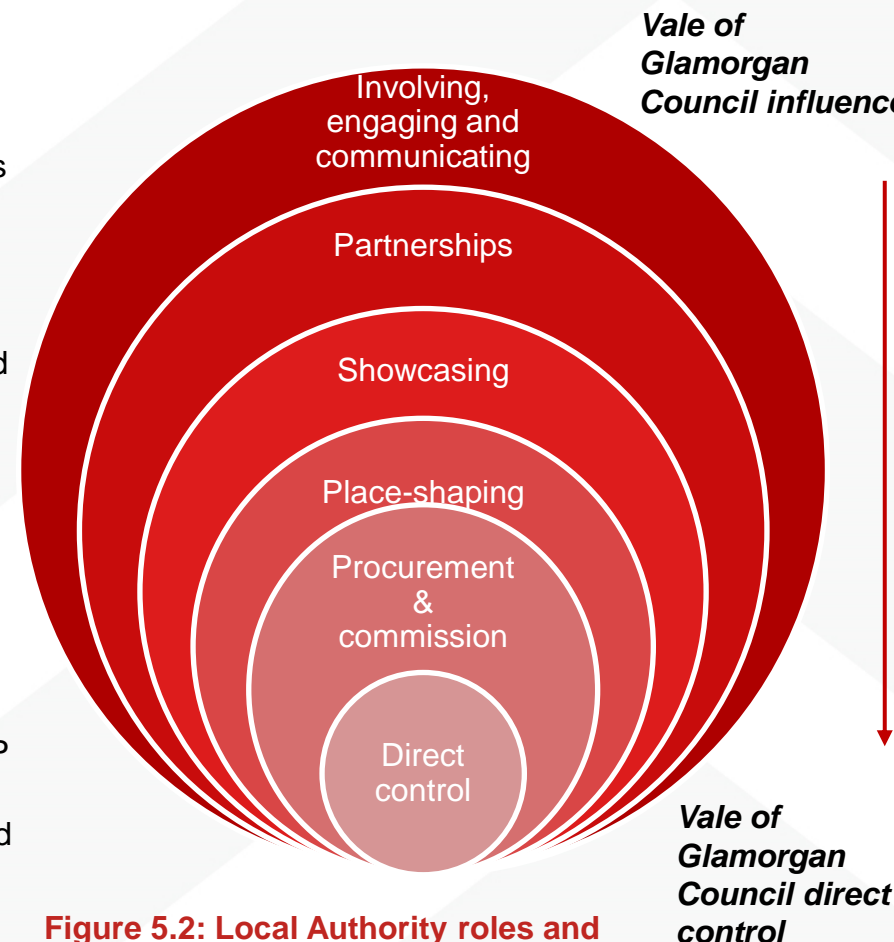 Vale of
Glamorgan
Council influence
Involving,
engaging and
communicating
Partnerships
Showcasing
Place-shaping
Procurement
&
commission
Direct
control
Vale of
Glamorgan
Council direct
control
Figure 5.2: Local Authority roles and